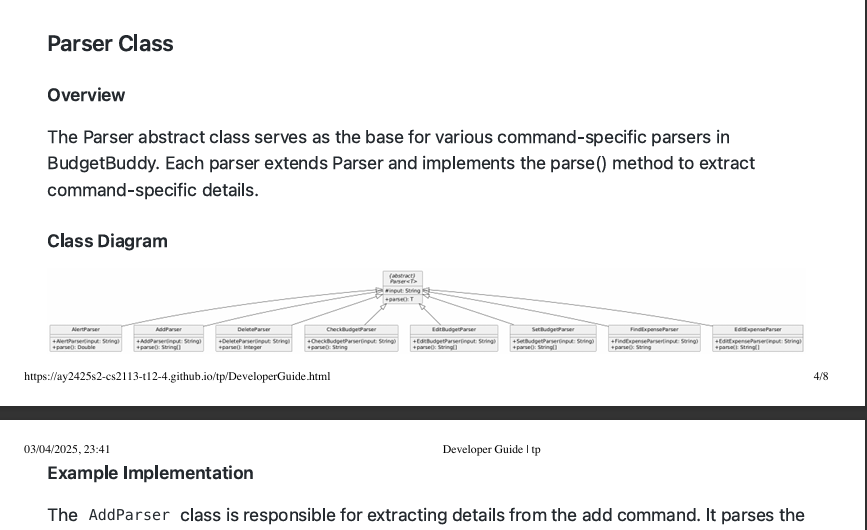 Parser Class
Overview
The Parser abstract class serves as the base for various command-specific parsers in
BudgetBuddy. Each parser extends Parser and implements the parse() method to extract
command-specific details.
Class Diagram
{abstract}
Parser<T>
#input: String
+parse(): T
AlertParser
+AlertParser(input: String)
+parse(): Double
AddParser
+AddParser(input: String)
+parse(): String[]
DeleteParser
+DeleteParser(input: String)
+parse(): Integer
CheckBudgetParser
+CheckBudgetParser(input: String)
+parse(): String
EditBudgetParser
+EditBudgetParser(input: String)
+parse(): String[]
SetBudgetParser
+SetBudgetParser(input: String)
+parse(): String[]
FindExpenseParser
+FindExpenseParser(input: String)
+parse(): String
EditExpenseParser
+EditExpenseParser(input: String)
+parse(): String[]
https://ay2425s2-cs2113-t12-4.github.io/tp/DeveloperGuide.html 4/8
03/04/2025, 23:41 Developer Guide | tp
Example Implementation
The AddParser class is responsible for extracting details from the add command. It parses the